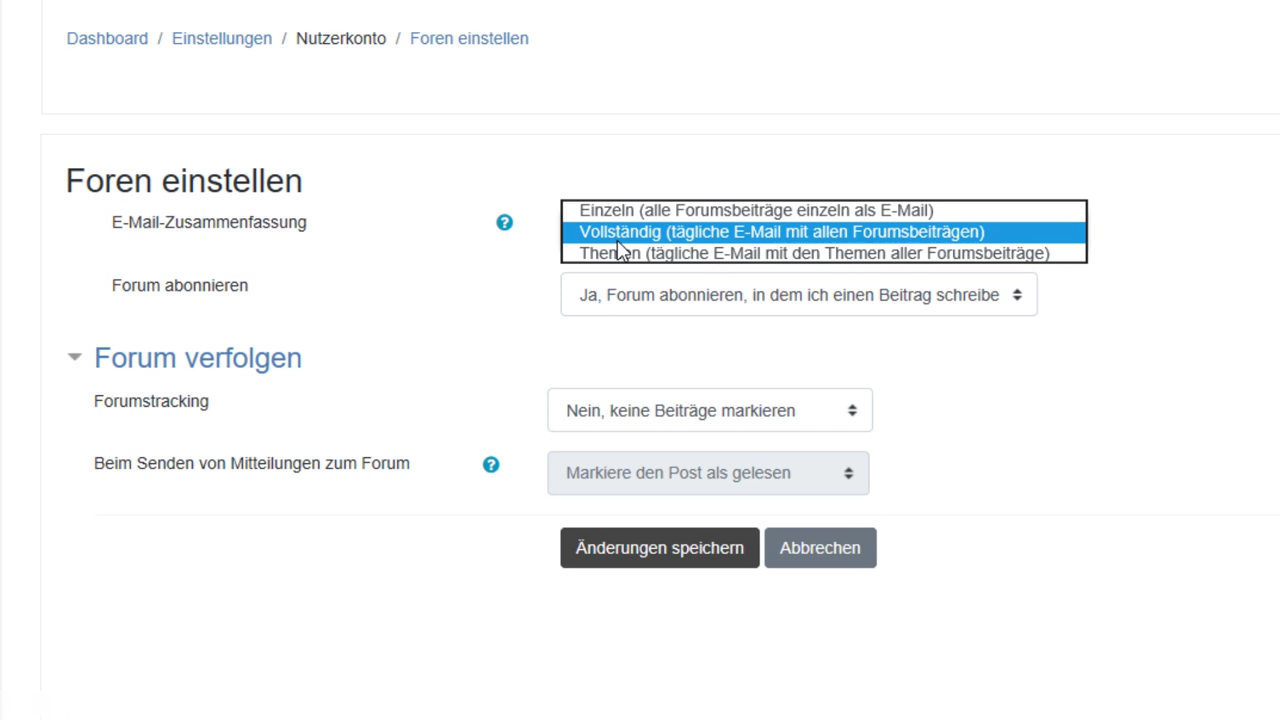 Dashboard / Einstellungen / Nutzerkonto / Foren einstellen
Foren einstellen
E-Mail-Zusammenfassung
Einzeln (alle Forumsbeiträge einzeln als E-Mail)
Vollständig (tägliche E-Mail mit allen Forumsbeiträgen)
Themen (tägliche E-Mail mit den Themen aller Forumsbeiträge)
Forum abonnieren
Ja, Forum abonnieren, in dem ich einen Beitrag schreibe
Forum verfolgen
Forumstracking
Nein, keine Beiträge markieren
Beim Senden von Mitteilungen zum Forum
Markiere den Post als gelesen
Änderungen speichern
Abbrechen